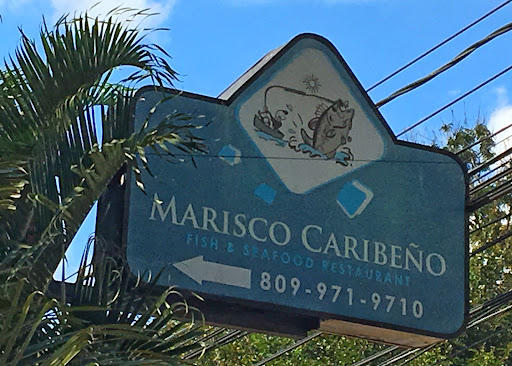 MARISCO CARIBEÑO
FISH & SEAFOOD RESTAURANT
809-971-9710